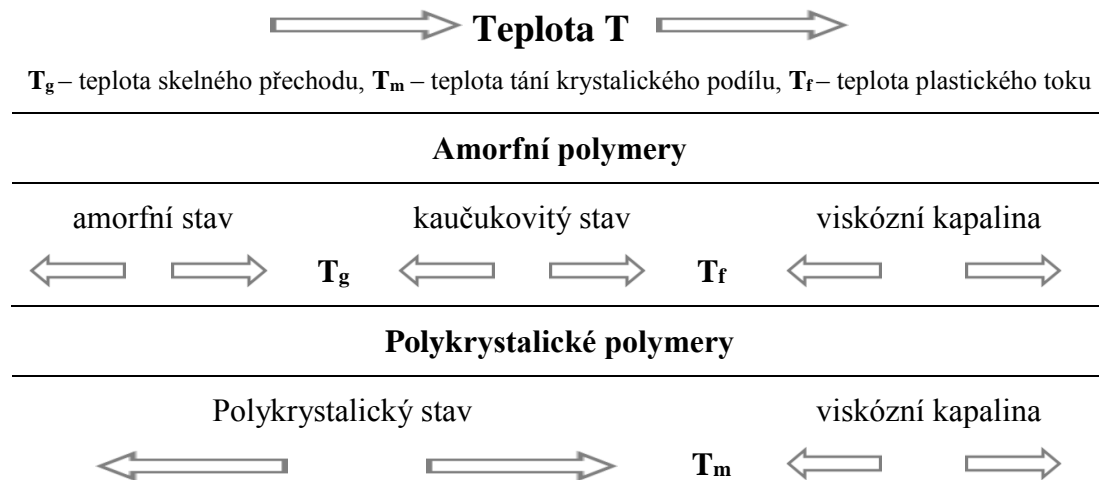 Teplota T
Tg – teplota skelného přechodu, Tm – teplota tání krystalického podílu, Tf – teplota plastického toku
Amorfní polymery
amorfní stav kaučukovitý stav viskózní kapalina
Tg Tf
Polykrystalické polymery
Polykrystalický stav viskózní kapalina
Tm